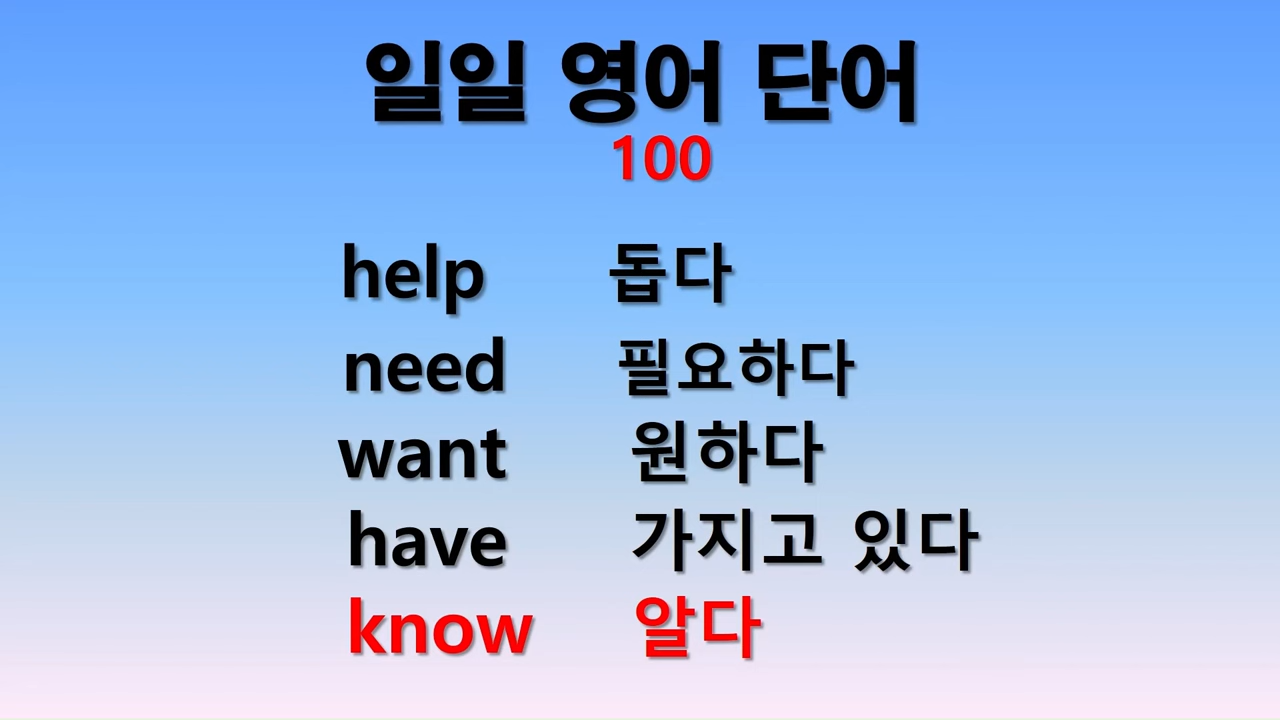 일일 영어 단어
100
help 돕다
need 필요하다
want 원하다
have 가지고 있다
know 알다